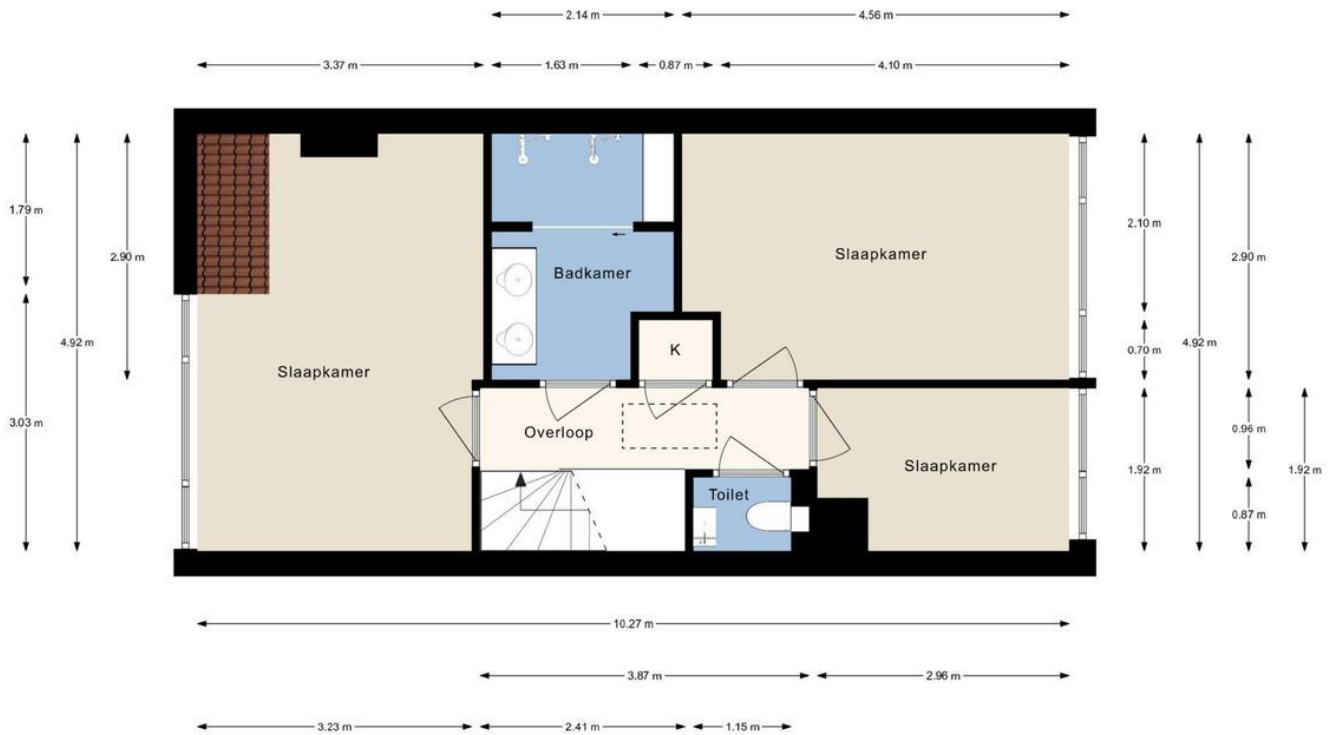 2.14 m
4.56 m
3.37 m
1.63 m
0.87 m
4.10 m
1.79 m
2.90 m
4.92 m
3.03 m
Slaapkamer
Badkamer
Slaapkamer
K
Overloop
Toilet
Slaapkamer
2.10 m
2.90 m
0.70 m
4.92 m
1.92 m
0.96 m
1.92 m
0.87 m
10.27 m
3.87 m
2.96 m
3.23 m
2.41 m
1.15 m